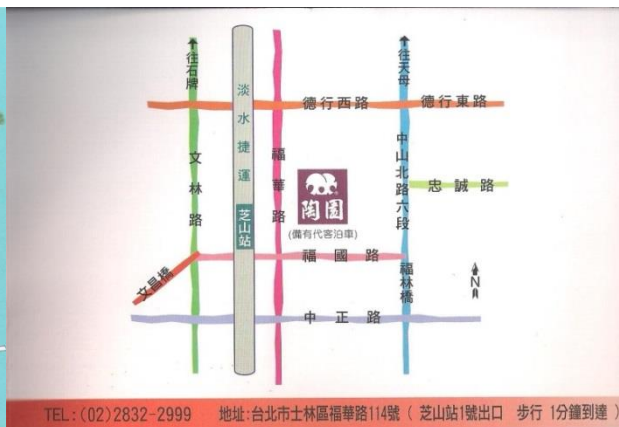 ↑往石牌
↑往天母
淡水捷運
德行西路
德行東路
文林路
福華路
中山北路六段
忠誠路
陶園
(備有代客泊車)
芝山站
福國路
文昌橋
福林橋
N
中正路
TEL:(02)2832-2999 地址:台北市士林區福華路114號 ( 芝山站1號出口 步行 1分鐘到達 )